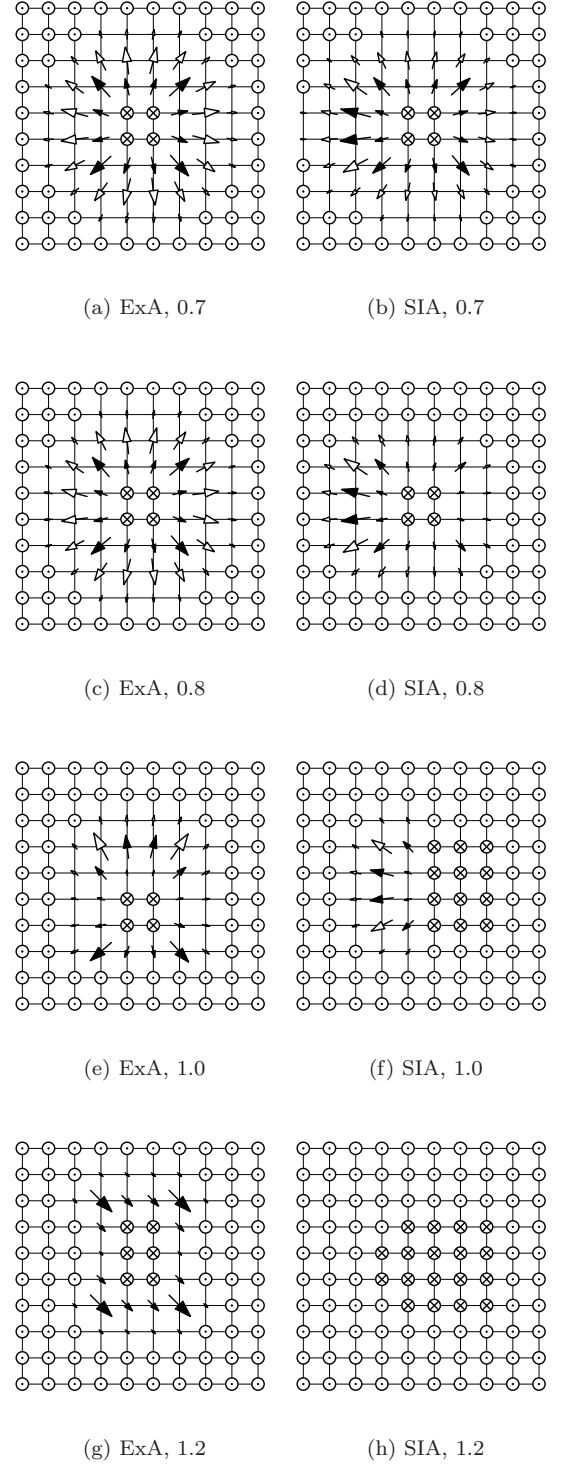 (a) ExA, 0.7
(b) SIA, 0.7
(c) ExA, 0.8
(d) SIA, 0.8
(e) ExA, 1.0
(f) SIA, 1.0
(g) ExA, 1.2
(h) SIA, 1.2